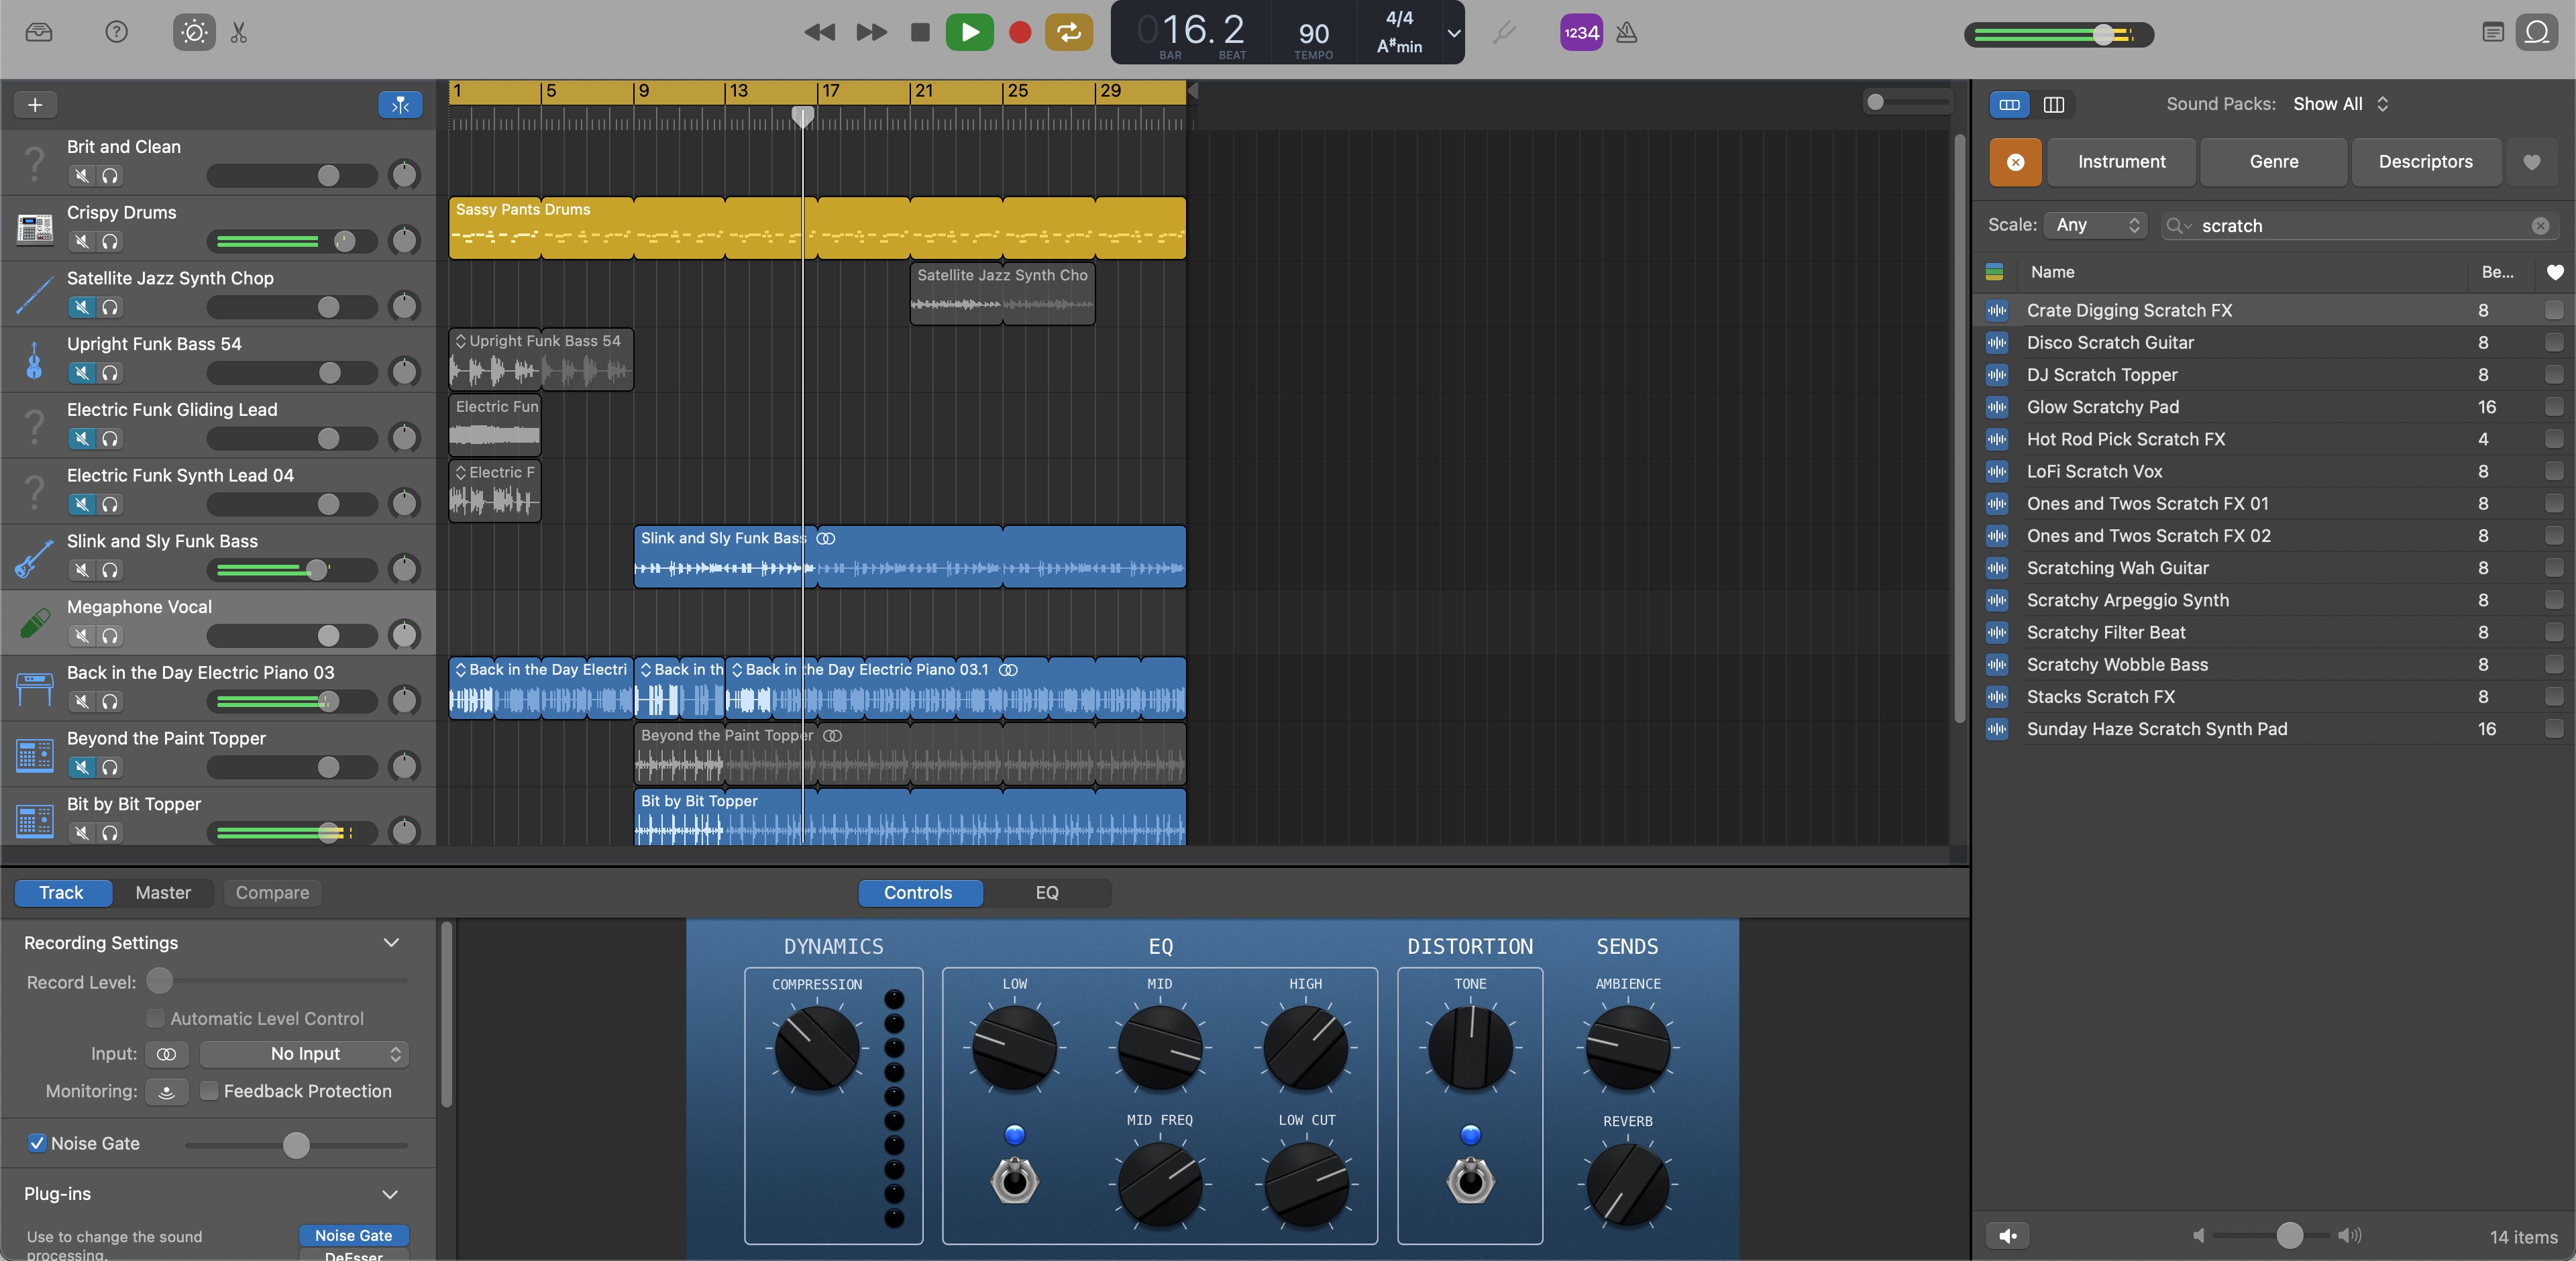 016. 2
BAR
BEAT
90
TEMPO
4/4
A#min
1234
1
5
9
13
17
21
25
29
Brit and Clean
Crispy Drums
Sassy Pants Drums
Satellite Jazz Synth Chop
Satellite Jazz Synth Cho
Upright Funk Bass 54
Upright Funk Bass 54
Electric Funk Gliding Lead
Electric Fun
Electric Funk Synth Lead 04
Electric F
Slink and Sly Funk Bass
Slink and Sly Funk Bass
Megaphone Vocal
Back in the Day Electric Piano 03
Back in the Day Electri
Back in th
Back in the Day Electric Piano 03.1
Beyond the Paint Topper
Beyond the Paint Topper
Bit by Bit Topper
Bit by Bit Topper
Sound Packs: Show All
Instrument
Genre
Descriptors
Scale: Any
scratch
Name
Be...
Crate Digging Scratch FX 8
Disco Scratch Guitar 8
DJ Scratch Topper 8
Glow Scratchy Pad 16
Hot Rod Pick Scratch FX 4
LoFi Scratch Vox 8
Ones and Twos Scratch FX 01 8
Ones and Twos Scratch FX 02 8
Scratching Wah Guitar 8
Scratchy Arpeggio Synth 8
Scratchy Filter Beat 8
Scratchy Wobble Bass 8
Stacks Scratch FX 8
Sunday Haze Scratch Synth Pad 16
14 items
Track
Master
Compare
Controls
EQ
Recording Settings
Record Level:
Automatic Level Control
Input:
No Input
Monitoring:
Feedback Protection
Noise Gate
Plug-ins
Use to change the sound
processing.
Noise Gate
DeEsser
DYNAMICS
COMPRESSION
EQ
LOW
MID
HIGH
MID FREQ
LOW CUT
DISTORTION
TONE
SENDS
AMBIENCE
REVERB